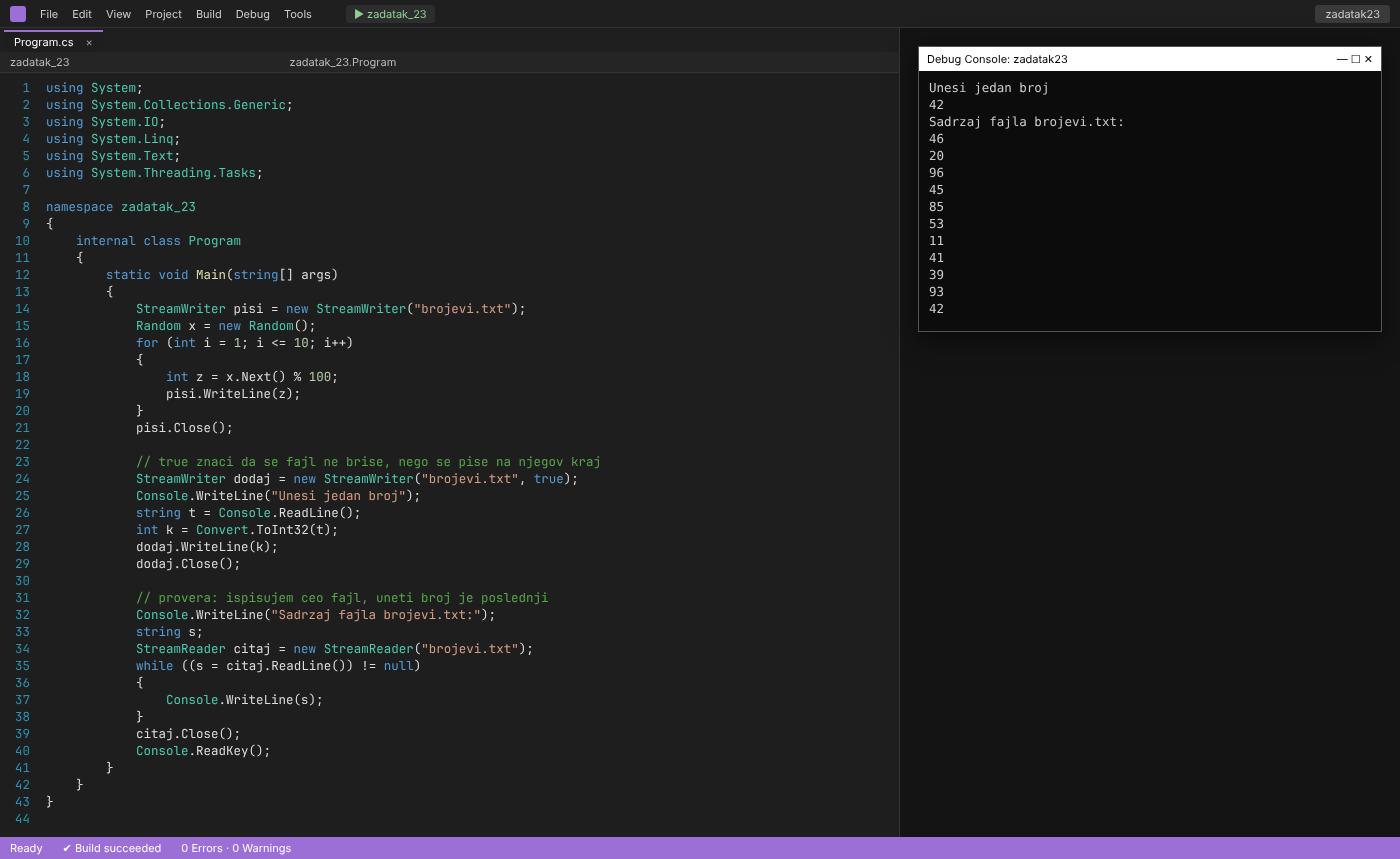 File Edit View Project Build Debug Tools ▶ zadatak_23 zadatak23
Program.cs ×
zadatak_23 zadatak_23.Program
1 using System;
2 using System.Collections.Generic;
3 using System.IO;
4 using System.Linq;
5 using System.Text;
6 using System.Threading.Tasks;
7
8 namespace zadatak_23
9 {
10     internal class Program
11     {
12         static void Main(string[] args)
13         {
14             StreamWriter pisi = new StreamWriter("brojevi.txt");
15             Random x = new Random();
16             for (int i = 1; i <= 10; i++)
17             {
18                 int z = x.Next() % 100;
19                 pisi.WriteLine(z);
20             }
21             pisi.Close();
22
23             // true znaci da se fajl ne brise, nego se pise na njegov kraj
24             StreamWriter dodaj = new StreamWriter("brojevi.txt", true);
25             Console.WriteLine("Unesi jedan broj");
26             string t = Console.ReadLine();
27             int k = Convert.ToInt32(t);
28             dodaj.WriteLine(k);
29             dodaj.Close();
30
31             // provera: ispisujem ceo fajl, uneti broj je poslednji
32             Console.WriteLine("Sadrzaj fajla brojevi.txt:");
33             string s;
34             StreamReader citaj = new StreamReader("brojevi.txt");
35             while ((s = citaj.ReadLine()) != null)
36             {
37                 Console.WriteLine(s);
38             }
39             citaj.Close();
40             Console.ReadKey();
41         }
42     }
43 }
44
Debug Console: zadatak23 — ☐ ✕
Unesi jedan broj
42
Sadrzaj fajla brojevi.txt:
46
20
96
45
85
53
11
41
39
93
42
Ready ✔ Build succeeded 0 Errors · 0 Warnings